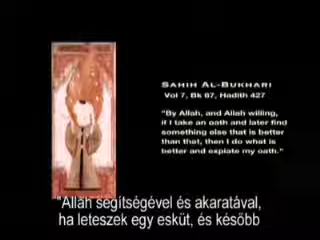 SAHIH AL-BUKHARI
Vol 7, Bk 67, Hadith 427
"By Allah, and Allah willing,
if I take an oath and later find
something else that is better
than that, then I do what is
better and expiate my oath."
"Allah segítségével és akaratával,
ha leteszek egy esküt, és később